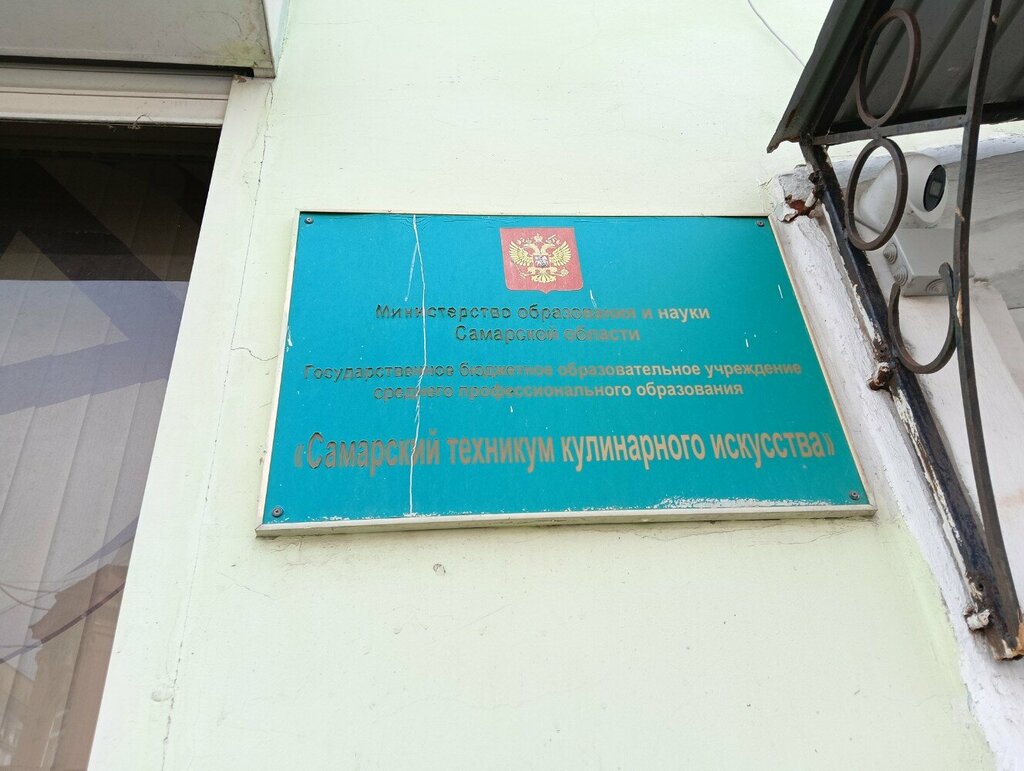 Министерство образования и науки
Самарской области
Государственное бюджетное образовательное учреждение
среднего профессионального образования
«Самарский техникум кулинарного искусства»